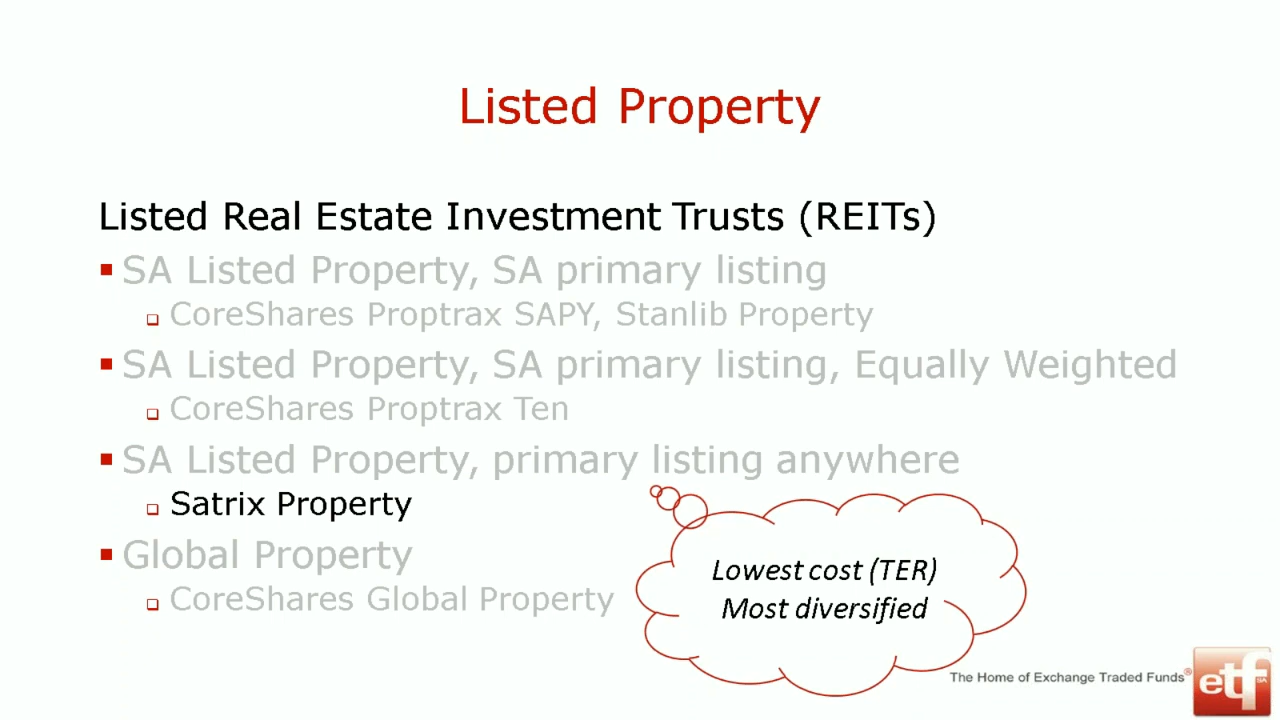 Listed Property
Listed Real Estate Investment Trusts (REITs)
SA Listed Property, SA primary listing
CoreShares Proptrax SAPY, Stanlib Property
SA Listed Property, SA primary listing, Equally Weighted
CoreShares Proptrax Ten
SA Listed Property, primary listing anywhere
Satrix Property
Global Property
CoreShares Global Property
Lowest cost (TER)
Most diversified
The Home of Exchange Traded Funds®
etf SA